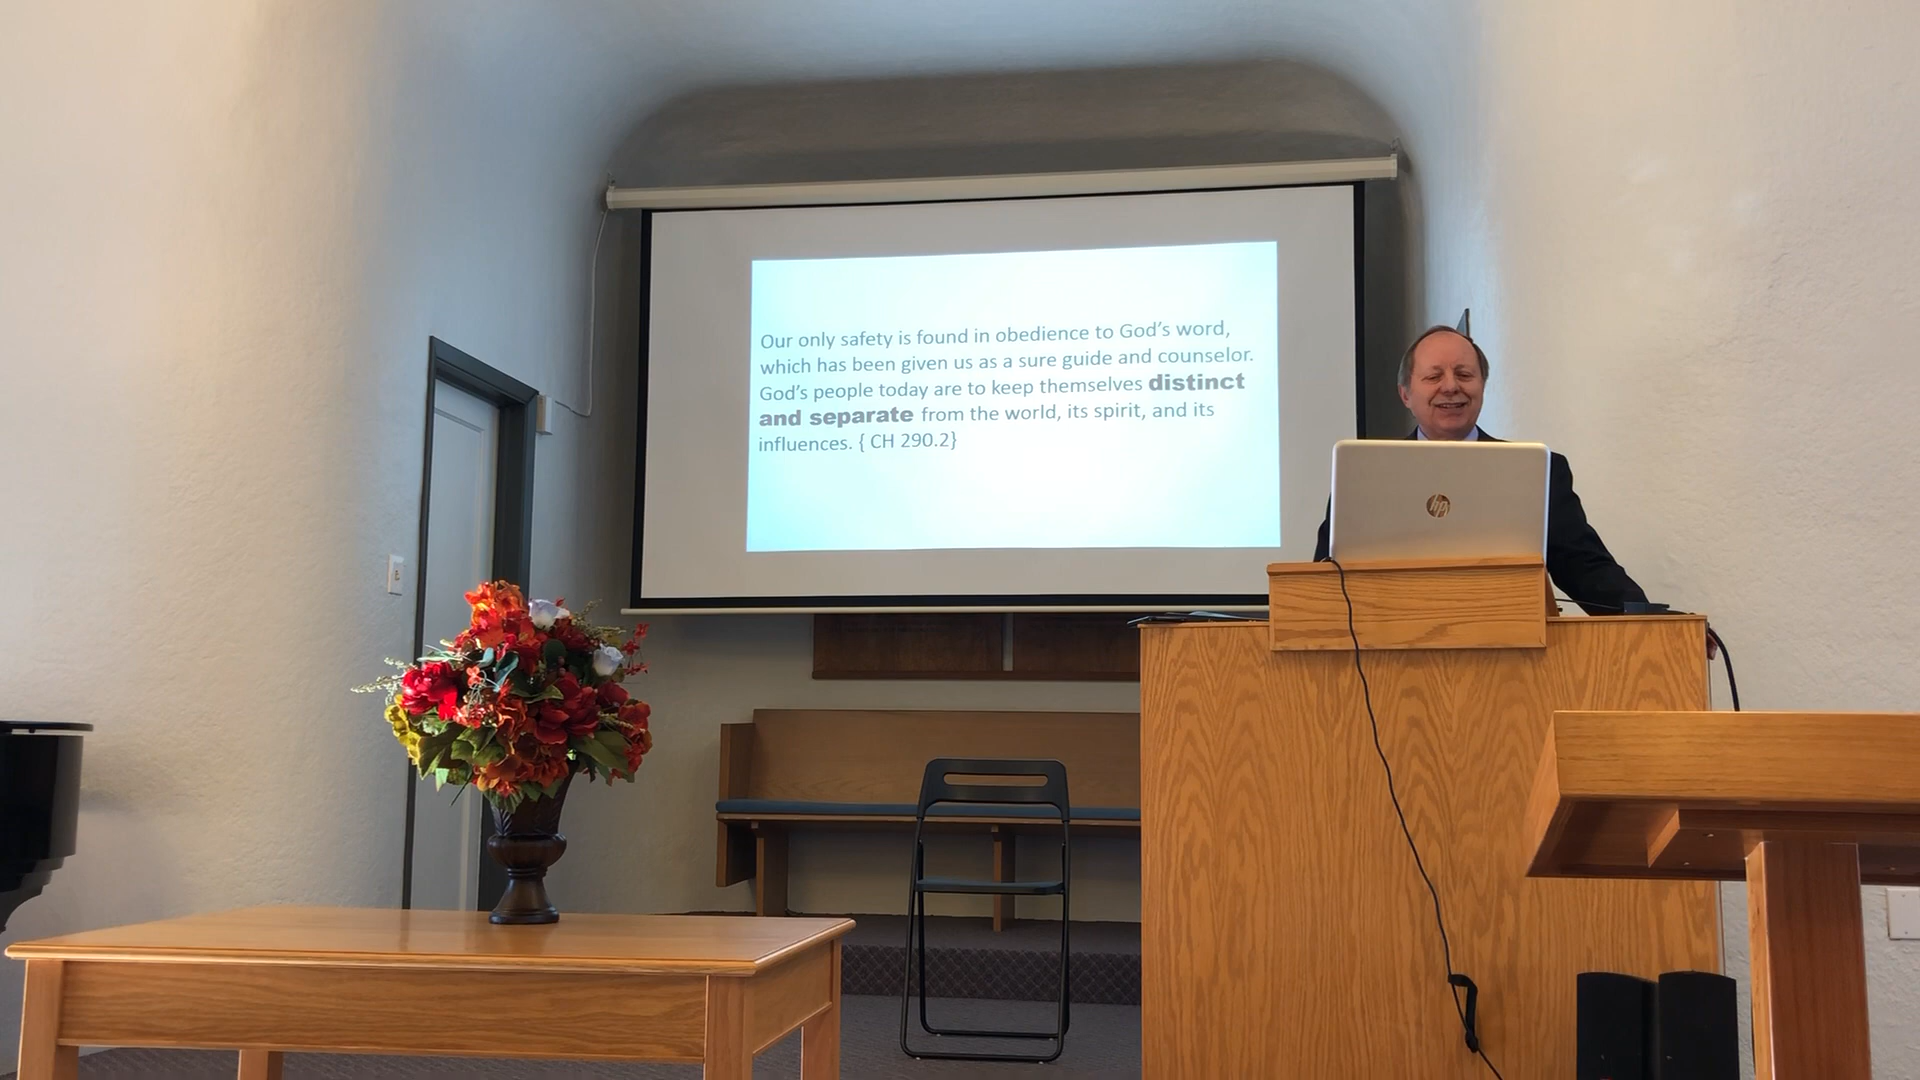 Our only safety is found in obedience to God's word,
which has been given us as a sure guide and counselor.
God's people today are to keep themselves distinct
and separate from the world, its spirit, and its
influences. { CH 290.2}
hp